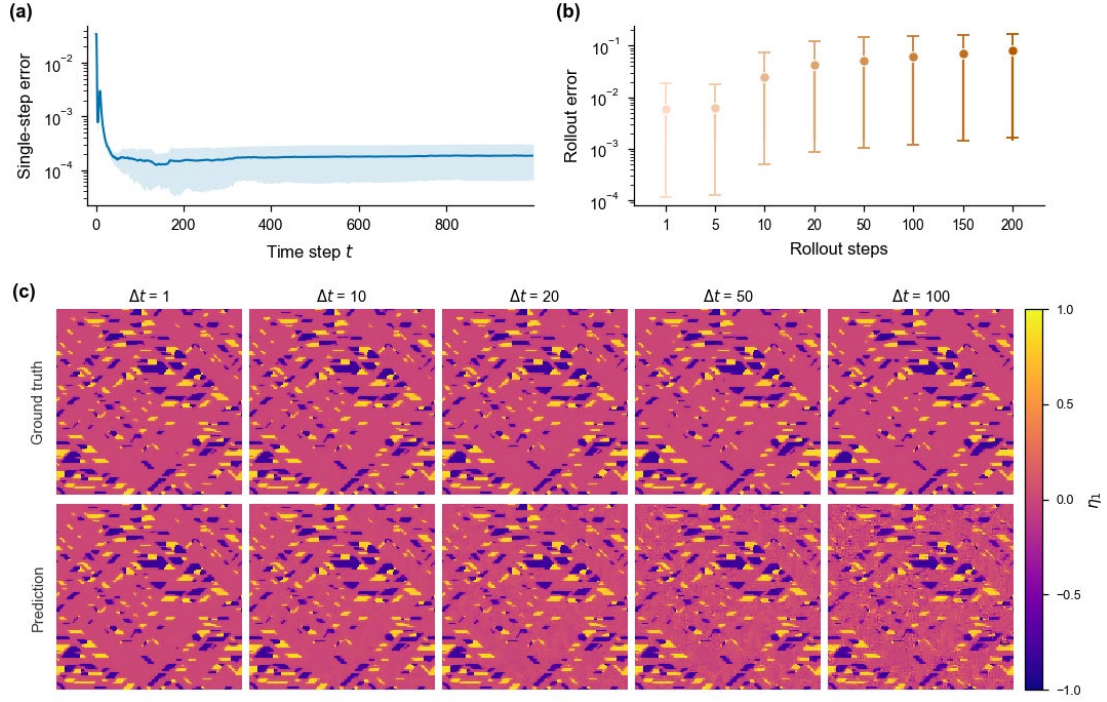 (a)
Single-step error
10⁻²
10⁻³
10⁻⁴
0 200 400 600 800
Time step t
(b)
Rollout error
10⁻¹
10⁻²
10⁻³
10⁻⁴
1 5 10 20 50 100 150 200
Rollout steps
(c)
Δt = 1 Δt = 10 Δt = 20 Δt = 50 Δt = 100
Ground truth
Prediction
1.0
0.5
0.0
−0.5
−1.0
η₁